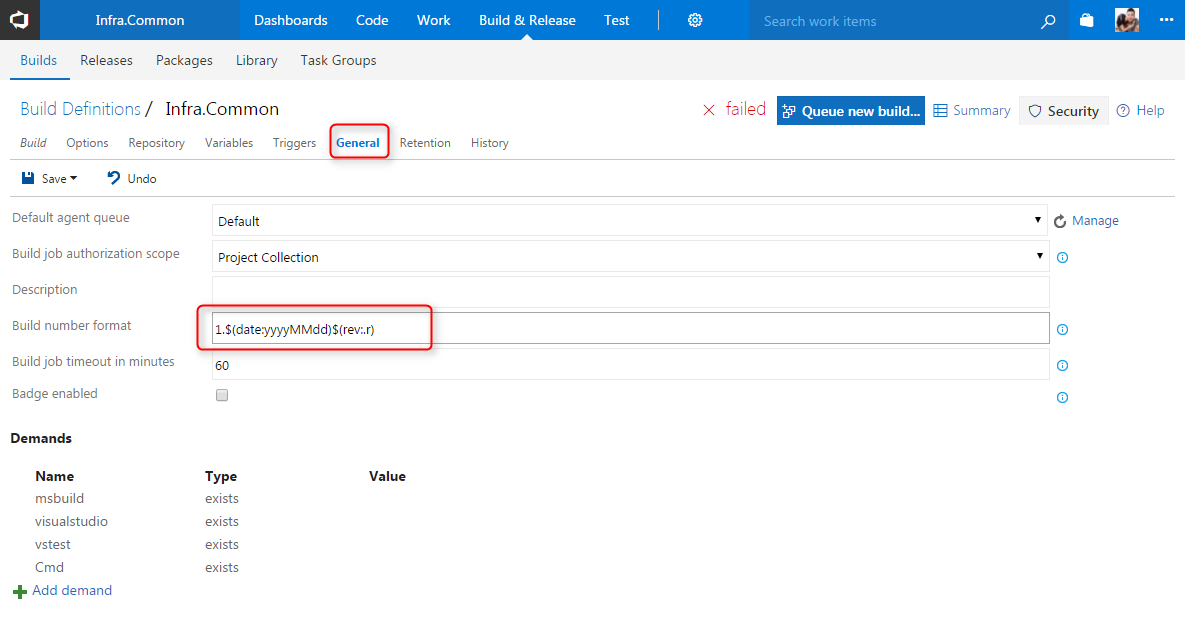 Infra.Common Dashboards Code Work Build & Release Test Search work items
Builds Releases Packages Library Task Groups
Build Definitions / Infra.Common failed Queue new build... Summary Security Help
Build Options Repository Variables Triggers General Retention History
Save Undo
Default agent queue Default Manage
Build job authorization scope Project Collection
Description
Build number format 1.$(date:yyyyMMdd)$(rev:.r)
Build job timeout in minutes 60
Badge enabled
Demands
Name Type Value
msbuild exists
visualstudio exists
vstest exists
Cmd exists
Add demand